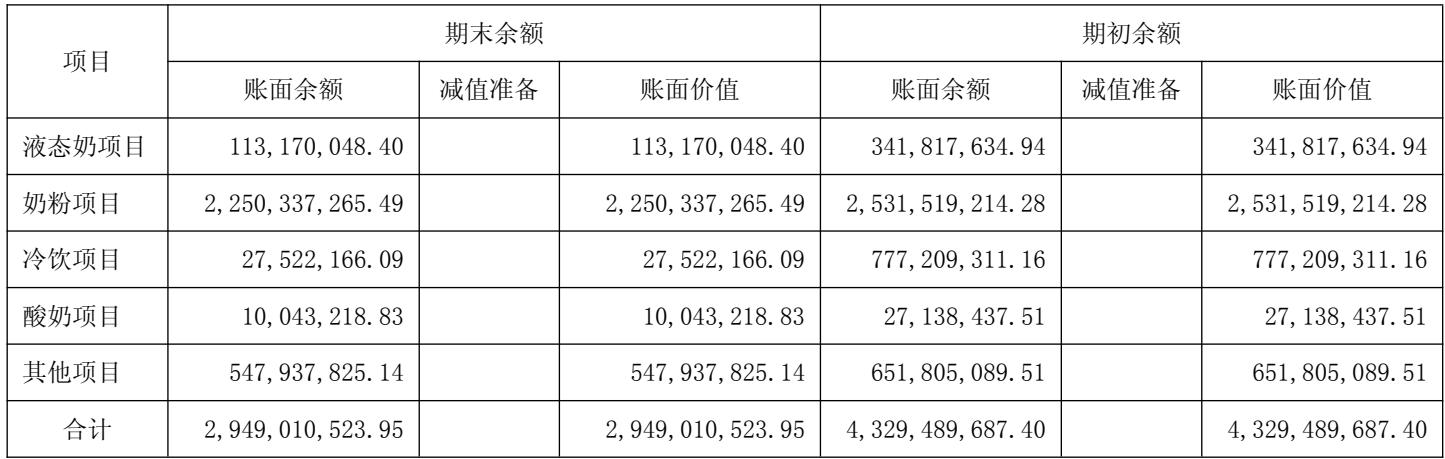 项目 期末余额 期初余额
账面余额 减值准备 账面价值 账面余额 减值准备 账面价值
液态奶项目 113,170,048.40 113,170,048.40 341,817,634.94 341,817,634.94
奶粉项目 2,250,337,265.49 2,250,337,265.49 2,531,519,214.28 2,531,519,214.28
冷饮项目 27,522,166.09 27,522,166.09 777,209,311.16 777,209,311.16
酸奶项目 10,043,218.83 10,043,218.83 27,138,437.51 27,138,437.51
其他项目 547,937,825.14 547,937,825.14 651,805,089.51 651,805,089.51
合计 2,949,010,523.95 2,949,010,523.95 4,329,489,687.40 4,329,489,687.40